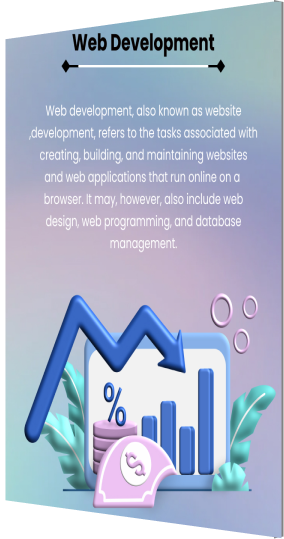 Web Development
Web development, also known as website
,development, refers to the tasks associated with
creating, building, and maintaining websites
and web applications that run online on a
browser. It may, however, also include web
design, web programming, and database
management.
%
$